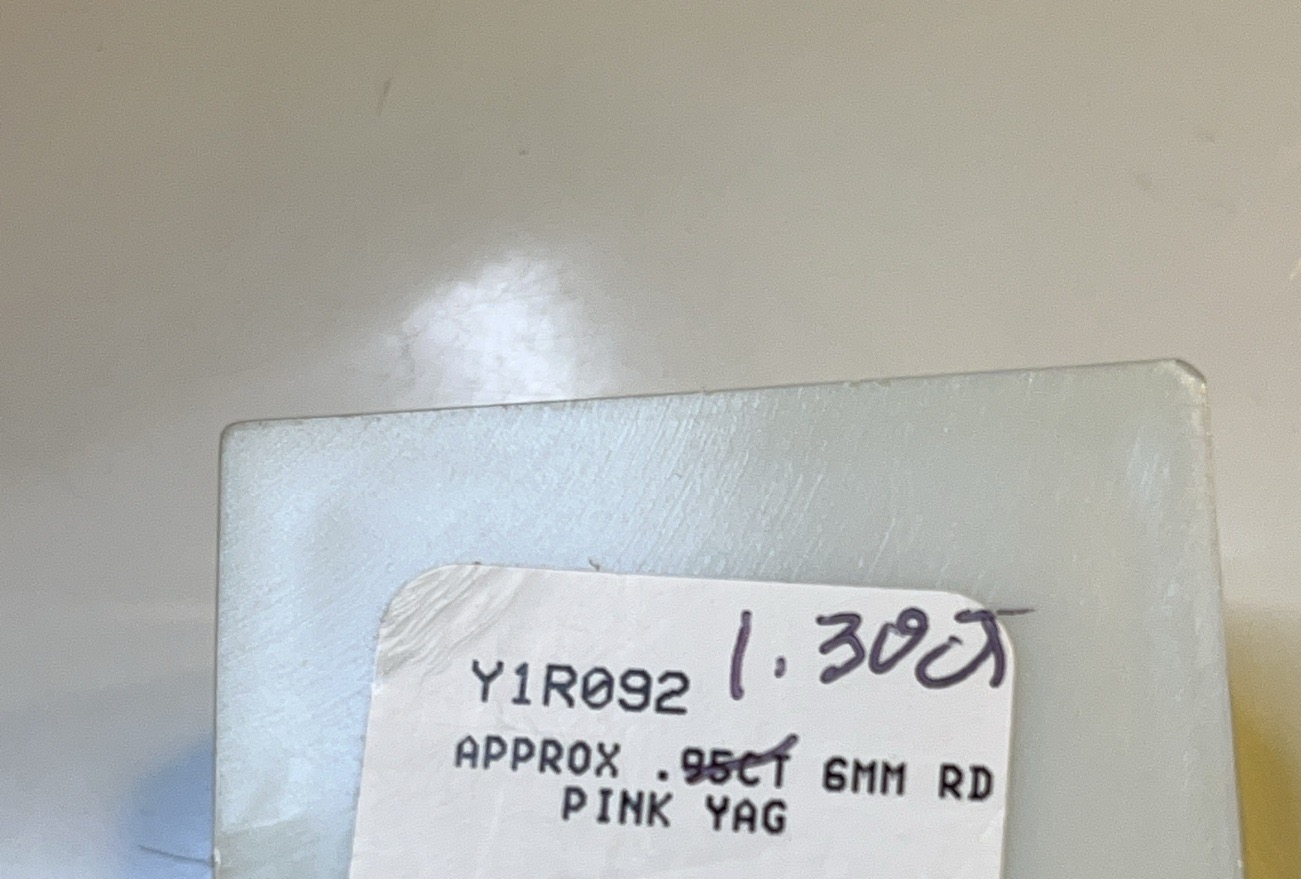 Y1R092 1.30ct
APPROX .95CT 6MM RD
PINK YAG